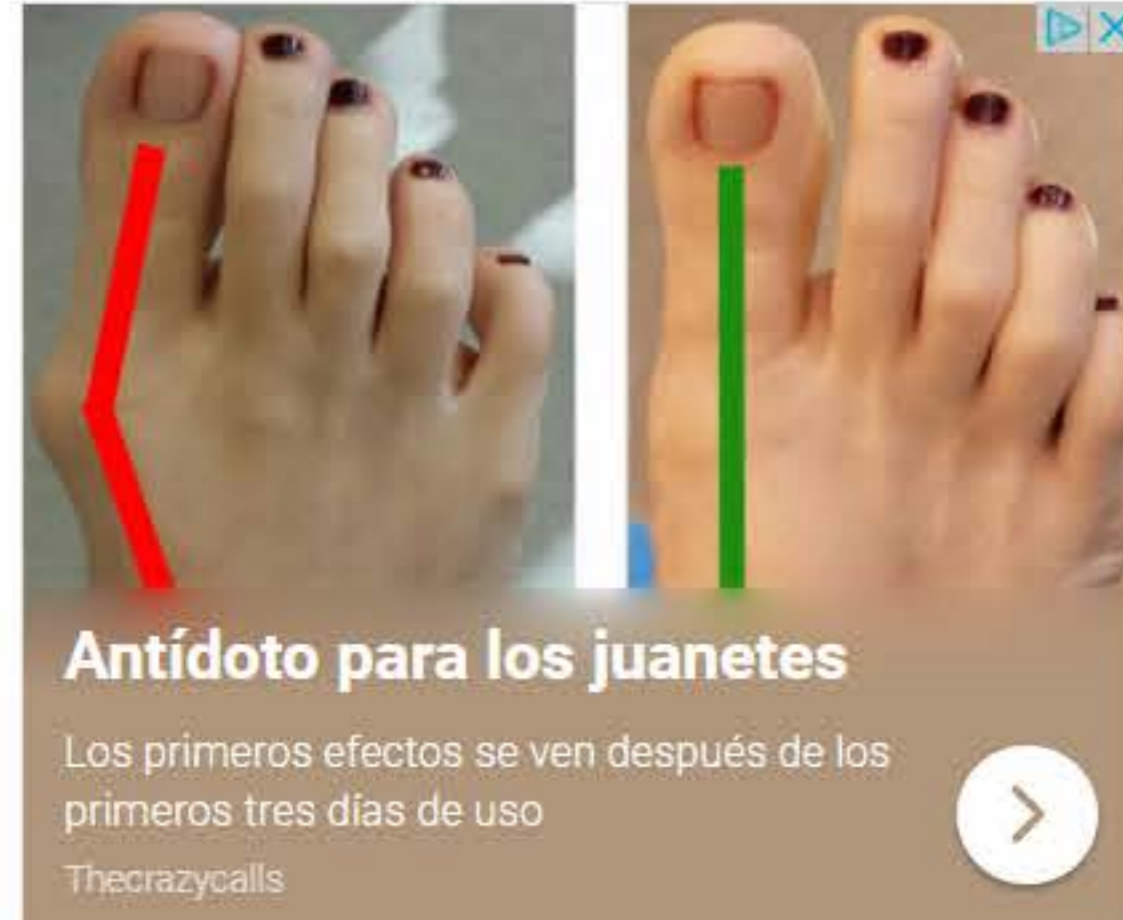 Antídoto para los juanetes
Los primeros efectos se ven después de los
primeros tres días de uso
Thecrazycalls